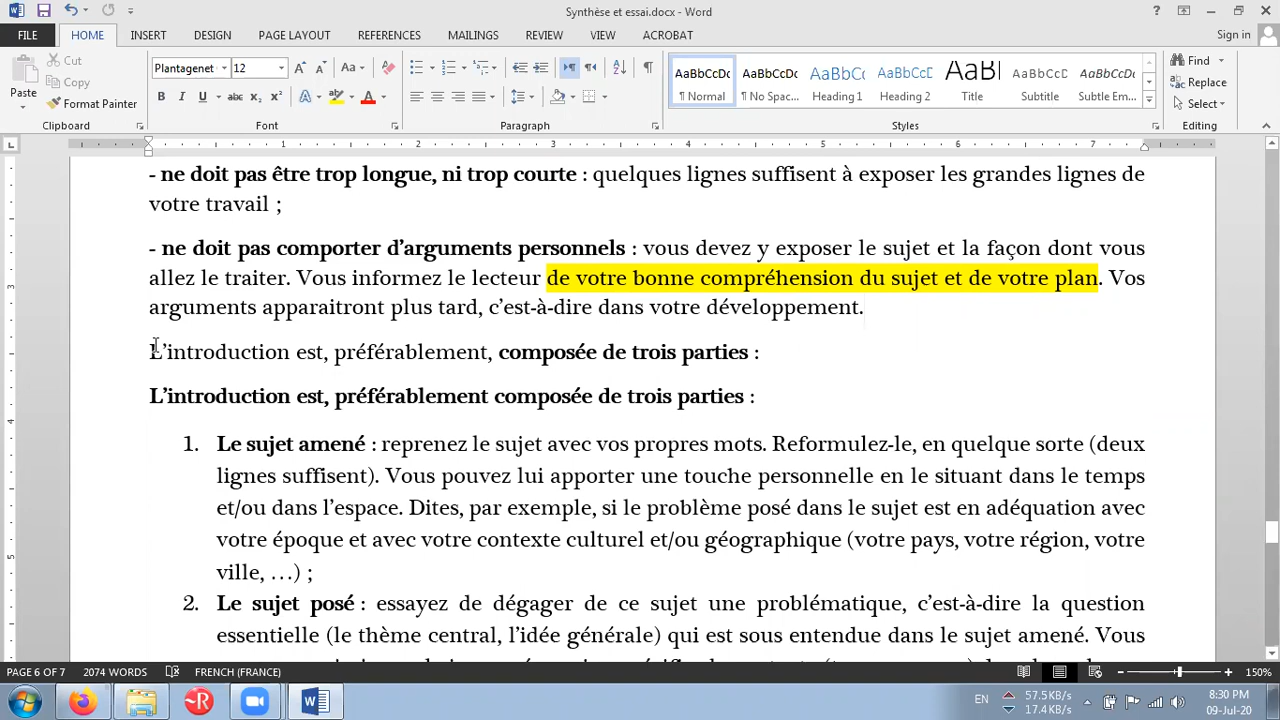 Synthèse et essai.docx - Word
Sign in
FILE HOME INSERT DESIGN PAGE LAYOUT REFERENCES MAILINGS REVIEW VIEW ACROBAT
Paste
Cut
Copy
Format Painter
Clipboard
Plantagenet 12
Font
Paragraph
AaBbCcDc AaBbCcDc AaBbCc AaBbCc AaBl AaBbCcD AaBbCcDc
¶ Normal ¶ No Spac... Heading 1 Heading 2 Title Subtitle Subtle Em...
Styles
Find
Replace
Select
Editing
1 2 3 4 5 6 7
- ne doit pas être trop longue, ni trop courte : quelques lignes suffisent à exposer les grandes lignes de
votre travail ;
- ne doit pas comporter d’arguments personnels : vous devez y exposer le sujet et la façon dont vous
allez le traiter. Vous informez le lecteur de votre bonne compréhension du sujet et de votre plan. Vos
arguments apparaitront plus tard, c’est-à-dire dans votre développement.
L’introduction est, préférablement, composée de trois parties :
L’introduction est, préférablement composée de trois parties :
1. Le sujet amené : reprenez le sujet avec vos propres mots. Reformulez-le, en quelque sorte (deux
lignes suffisent). Vous pouvez lui apporter une touche personnelle en le situant dans le temps
et/ou dans l’espace. Dites, par exemple, si le problème posé dans le sujet est en adéquation avec
votre époque et avec votre contexte culturel et/ou géographique (votre pays, votre région, votre
ville, …) ;
2. Le sujet posé : essayez de dégager de ce sujet une problématique, c’est-à-dire la question
essentielle (le thème central, l’idée générale) qui est sous entendue dans le sujet amené. Vous
PAGE 6 OF 7 2074 WORDS FRENCH (FRANCE) 150%
EN 57.5KB/s 17.4KB/s 8:30 PM
09-Jul-20